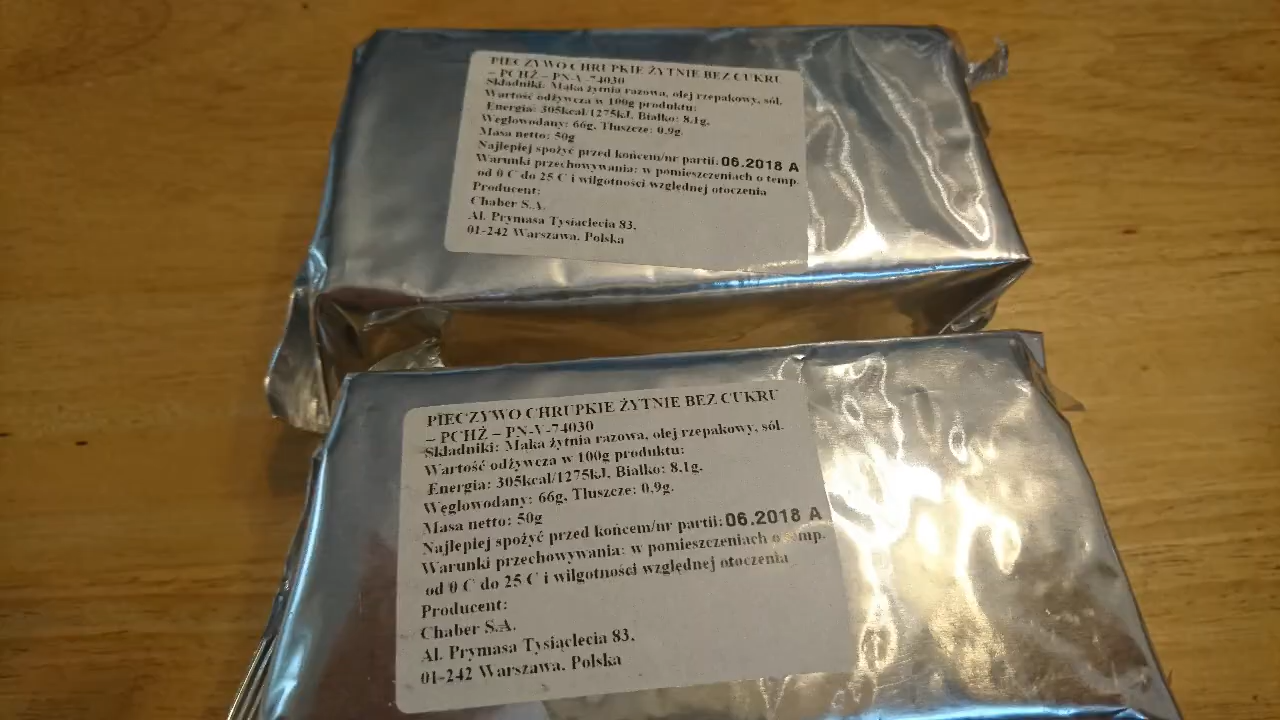 PIECZYWO CHRUPKIE ŻYTNIE BEZ CUKRU
– PCHŻ – PN-V-74030
Składniki: Mąka żytnia razowa, olej rzepakowy, sól.
Wartość odżywcza w 100g produktu:
Energia: 305kcal/1275kJ, Białko: 8.1g,
Węglowodany: 66g, Tłuszcze: 0.9g.
Masa netto: 50g
Najlepiej spożyć przed końcem/nr partii: 06.2018 A
Warunki przechowywania: w pomieszczeniach o temp.
od 0 C do 25 C i wilgotności względnej otoczenia
Producent:
Chaber S.A.
Al. Prymasa Tysiąclecia 83.
01-242 Warszawa. Polska
PIECZYWO CHRUPKIE ŻYTNIE BEZ CUKRU
– PCHŻ – PN-V-74030
Składniki: Mąka żytnia razowa, olej rzepakowy, sól.
Wartość odżywcza w 100g produktu:
Energia: 305kcal/1275kJ, Białko: 8.1g,
Węglowodany: 66g, Tłuszcze: 0.9g.
Masa netto: 50g
Najlepiej spożyć przed końcem/nr partii: 06.2018 A
Warunki przechowywania: w pomieszczeniach o temp.
od 0 C do 25 C i wilgotności względnej otoczenia
Producent:
Chaber S.A.
Al. Prymasa Tysiąclecia 83.
01-242 Warszawa. Polska